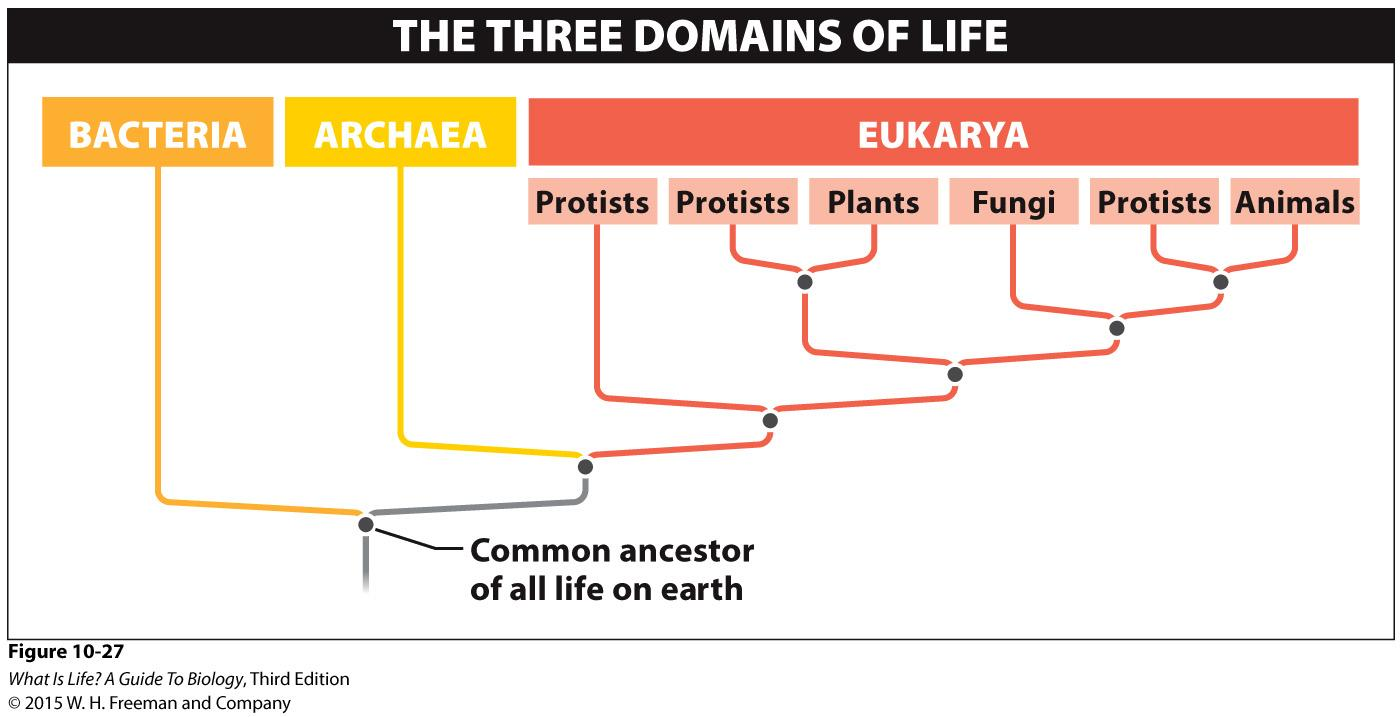 THE THREE DOMAINS OF LIFE
BACTERIA
ARCHAEA
EUKARYA
Protists
Protists
Plants
Fungi
Protists
Animals
Common ancestor
of all life on earth
Figure 10-27
What Is Life? A Guide To Biology, Third Edition
© 2015 W. H. Freeman and Company